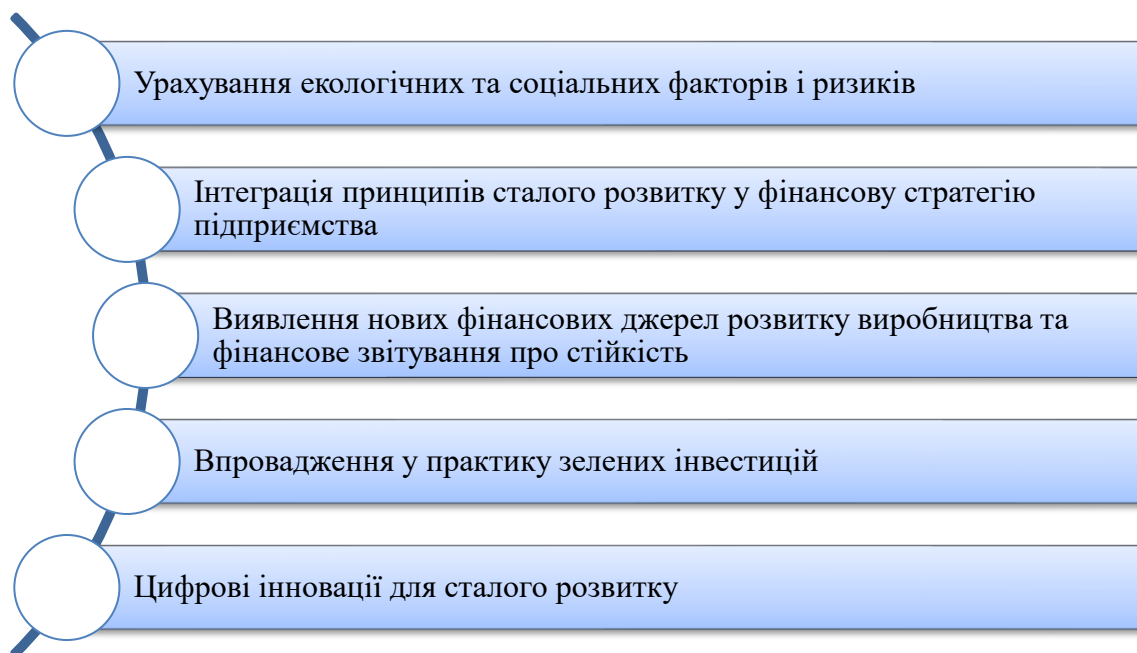 Урахування екологічних та соціальних факторів і ризиків
Інтеграція принципів сталого розвитку у фінансову стратегію
підприємства
Виявлення нових фінансових джерел розвитку виробництва та
фінансове звітування про стійкість
Впровадження у практику зелених інвестицій
Цифрові інновації для сталого розвитку